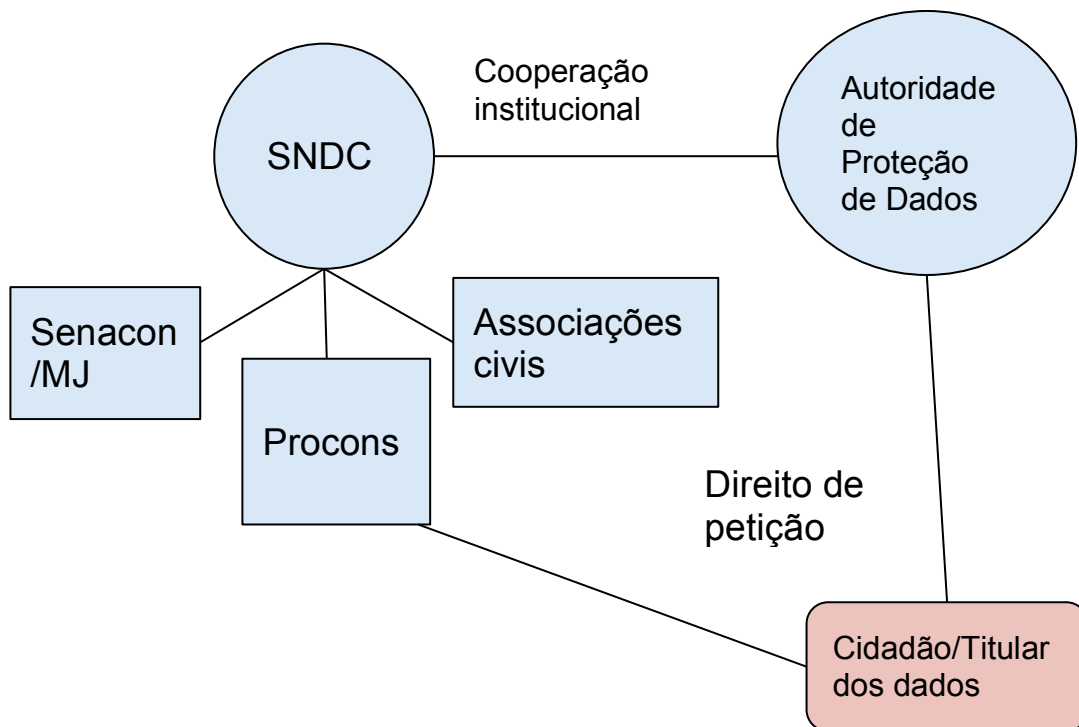 Cooperação
institucional
SNDC
Autoridade
de
Proteção
de Dados
Senacon
/MJ
Procons
Associações
civis
Direito de
petição
Cidadão/Titular
dos dados